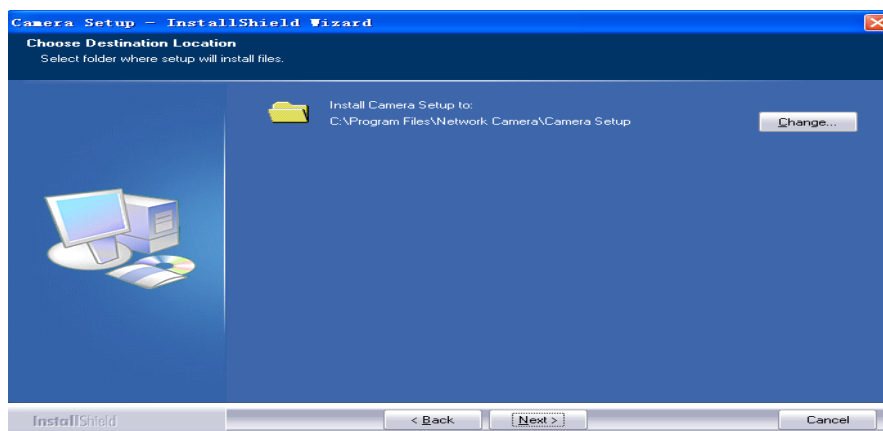 Camera Setup - InstallShield Wizard
Choose Destination Location
Select folder where setup will install files.
Install Camera Setup to:
C:\Program Files\Network Camera\Camera Setup
Change...
InstallShield
< Back
Next >
Cancel